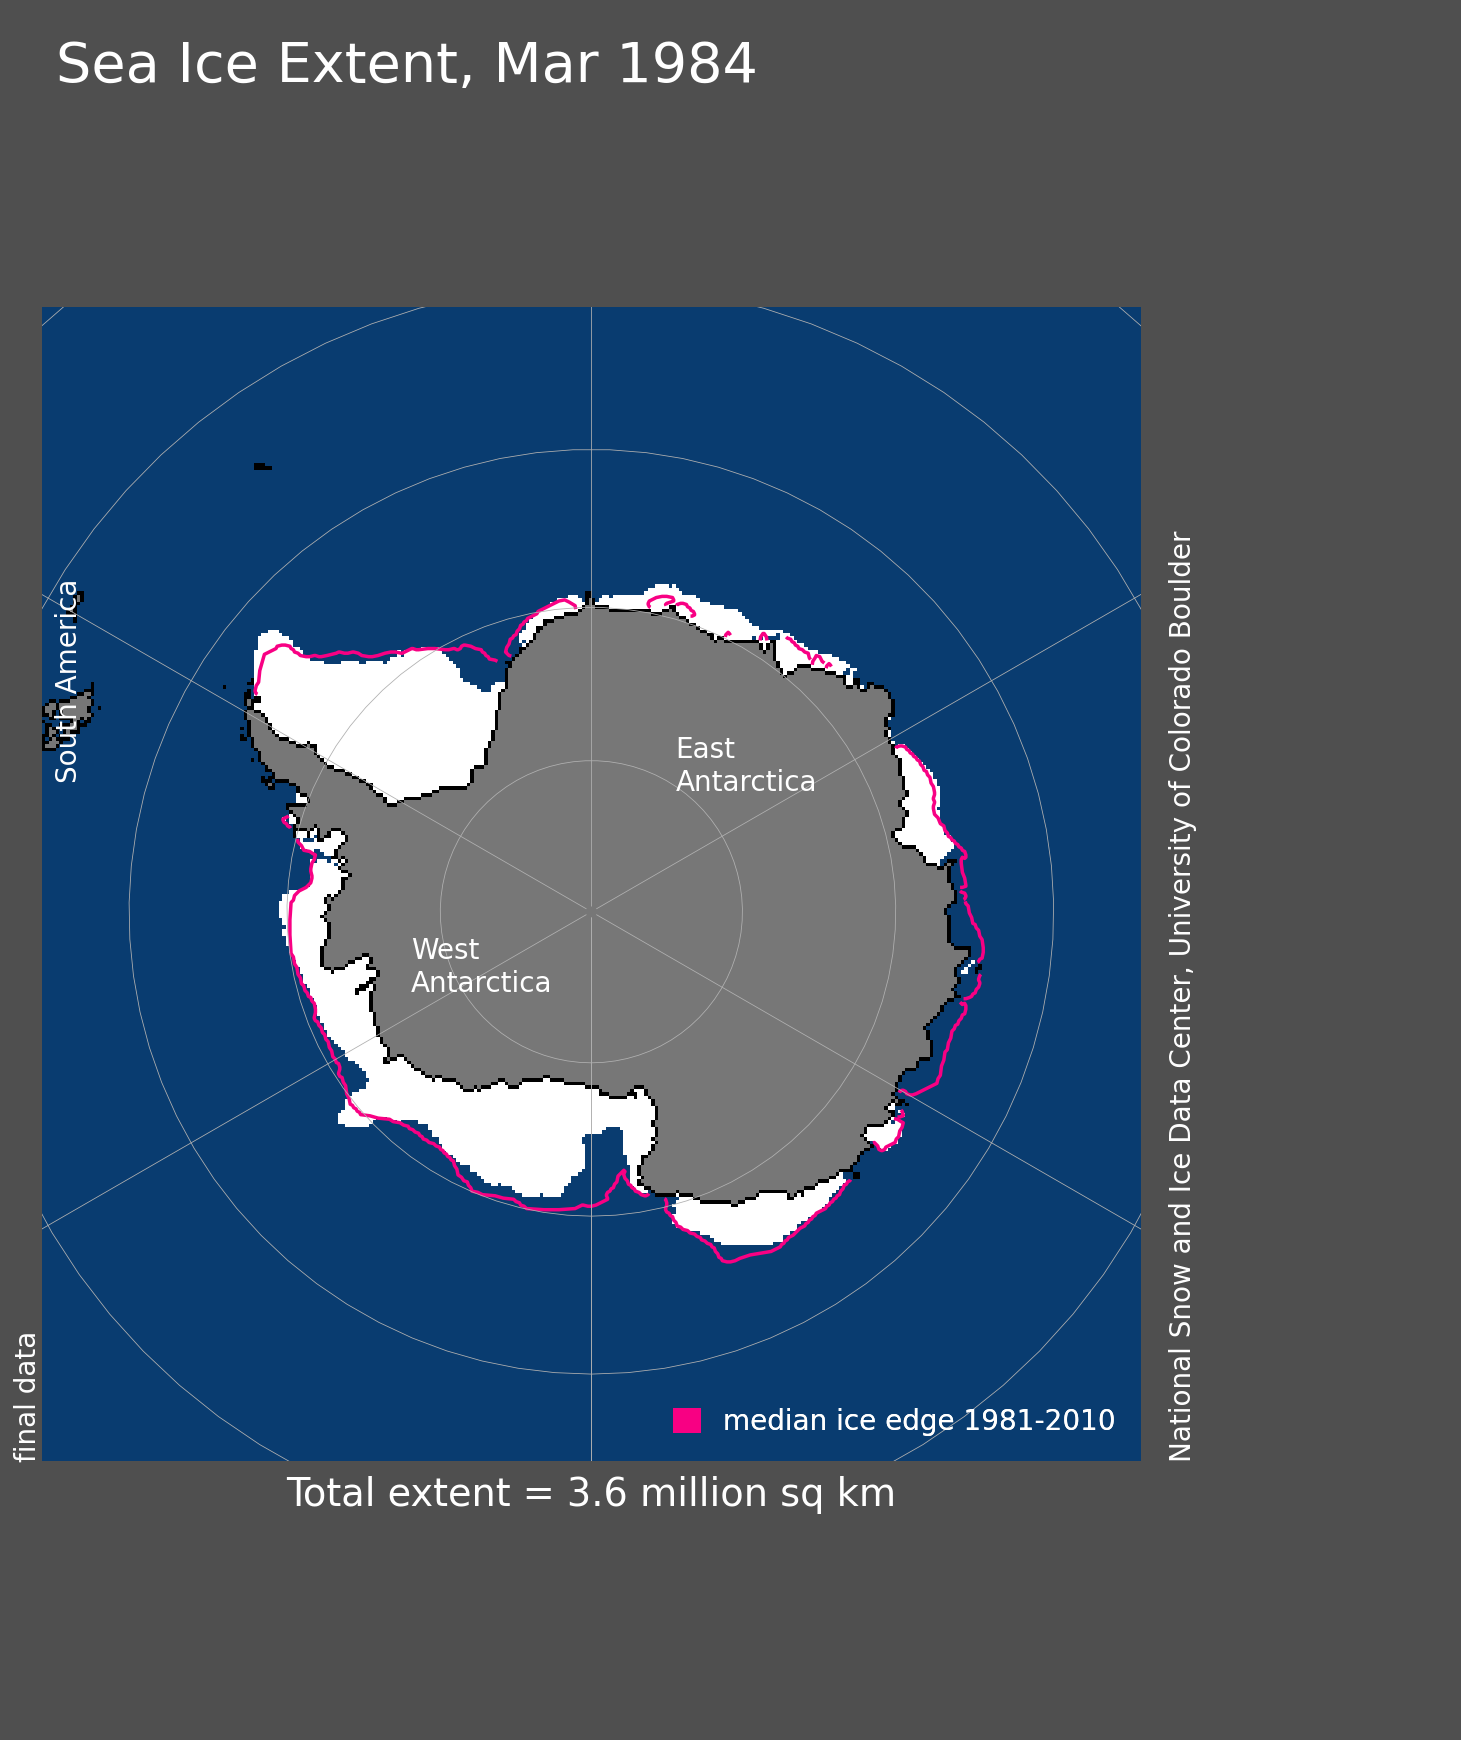 Sea Ice Extent, Mar 1984
South America
East
Antarctica
West
Antarctica
National Snow and Ice Data Center, University of Colorado Boulder
final data
median ice edge 1981-2010
Total extent = 3.6 million sq km